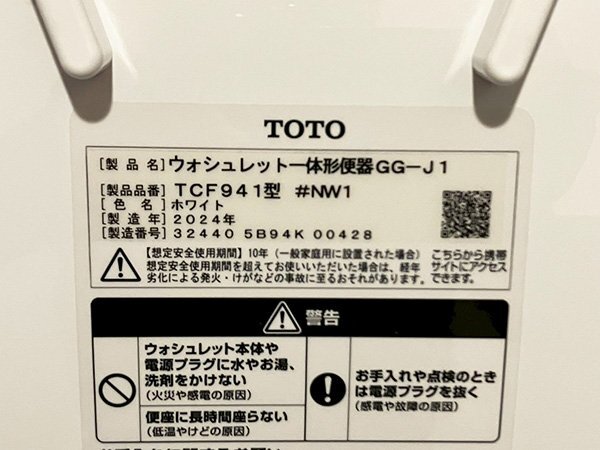 TOTO
[製 品 名]ウォシュレット一体形便器GG－J1
[製品品番]TCF941型 #NW1
[色 名]ホワイト
[製 造 年]2024年
[製造番号]32440 5B94K 00428
【想定安全使用期間】10年（一般家庭用に設置された場合）
想定安全使用期間を超えてお使いいただいた場合は、経年
劣化による発火・けがなどの事故に至るおそれがあります。
こちらから携帯
サイトにアクセス
できます。
警告
ウォシュレット本体や
電源プラグに水やお湯、
洗剤をかけない
(火災や感電の原因)
便座に長時間座らない
(低温やけどの原因)
お手入れや点検のとき
は電源プラグを抜く
(感電や故障の原因)